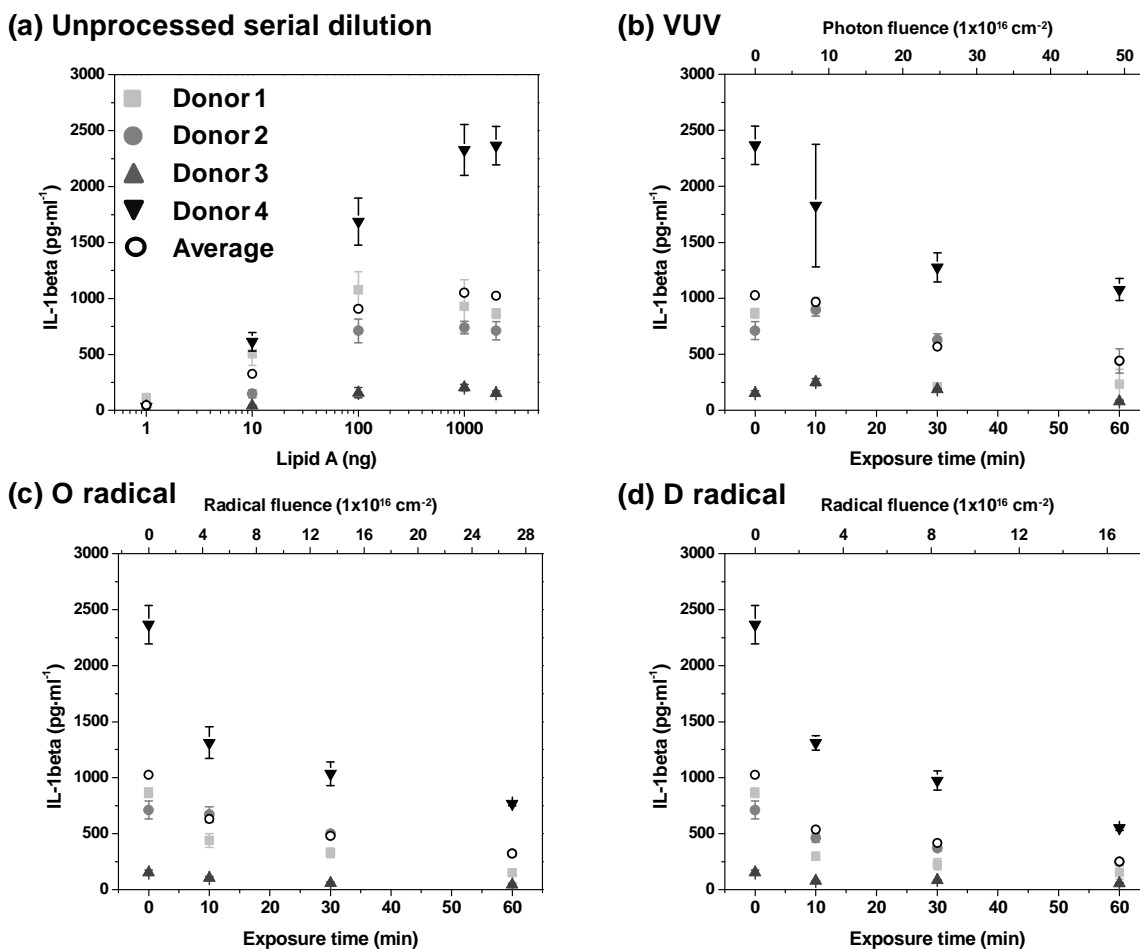 (a) Unprocessed serial dilution
3000
2500
2000
1500
1000
500
0
IL-1beta (pg·ml⁻¹)
Donor 1
Donor 2
Donor 3
Donor 4
Average
1 10 100 1000
Lipid A (ng)
(b) VUV
Photon fluence (1x10¹⁶ cm⁻²)
0 10 20 30 40 50
3000
2500
2000
1500
1000
500
0
IL-1beta (pg·ml⁻¹)
0 10 20 30 40 50 60
Exposure time (min)
(c) O radical
Radical fluence (1x10¹⁶ cm⁻²)
0 4 8 12 16 20 24 28
3000
2500
2000
1500
1000
500
0
IL-1beta (pg·ml⁻¹)
0 10 20 30 40 50 60
Exposure time (min)
(d) D radical
Radical fluence (1x10¹⁶ cm⁻²)
0 4 8 12 16
3000
2500
2000
1500
1000
500
0
IL-1beta (pg·ml⁻¹)
0 10 20 30 40 50 60
Exposure time (min)